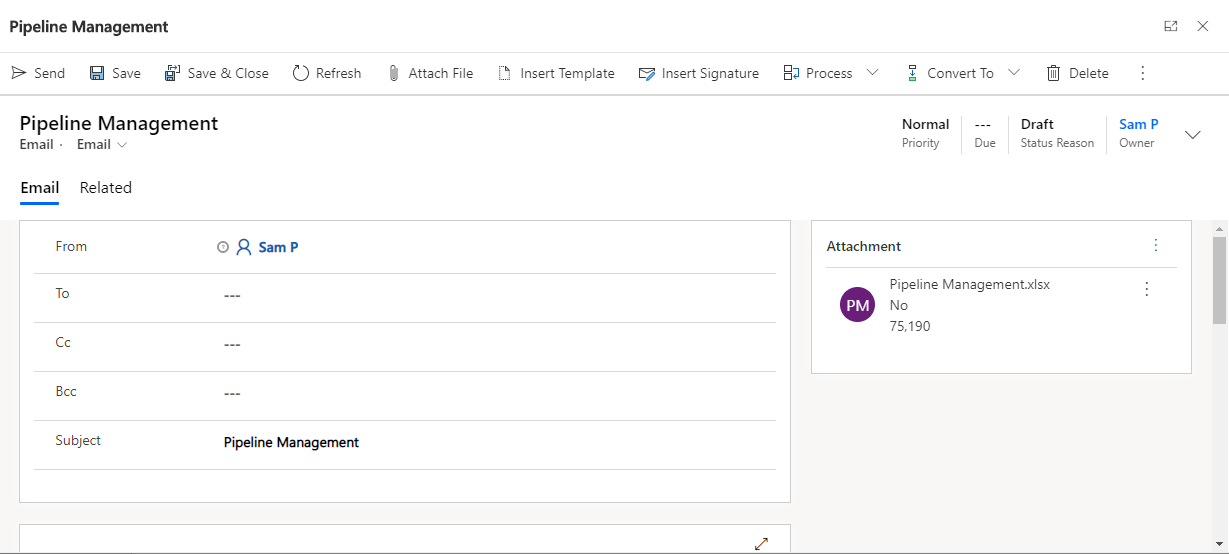 Pipeline Management
Send Save Save & Close Refresh Attach File Insert Template Insert Signature Process Convert To Delete
Pipeline Management
Email · Email
Normal --- Draft Sam P
Priority Due Status Reason Owner
Email Related
From Sam P
To ---
Cc ---
Bcc ---
Subject Pipeline Management
Attachment
PM
Pipeline Management.xlsx
No
75,190